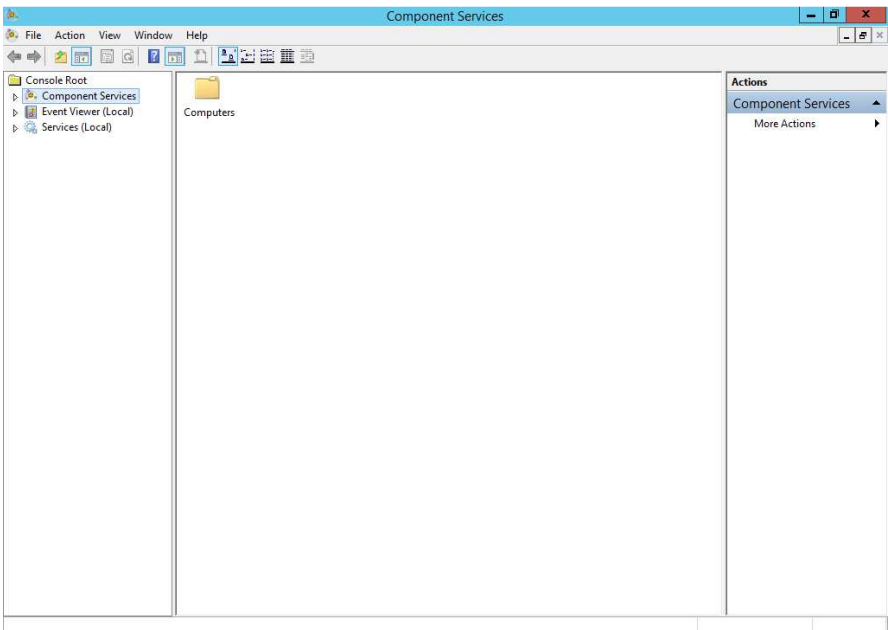 Component Services
File Action View Window Help
Console Root
Component Services
Event Viewer (Local)
Services (Local)
Computers
Actions
Component Services
More Actions